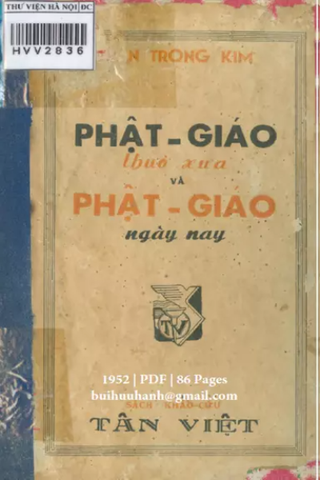 THƯ VIỆN HÀ NỘI ĐC
HVV2836
N TRỌNG KIM
PHẬT-GIÁO
thuở xưa
VÀ
PHẬT-GIÁO
ngày nay
TV
1952 | PDF | 86 Pages
buihuuhanh@gmail.com
SÁCH KHẢO-CỨU
TÂN VIỆT